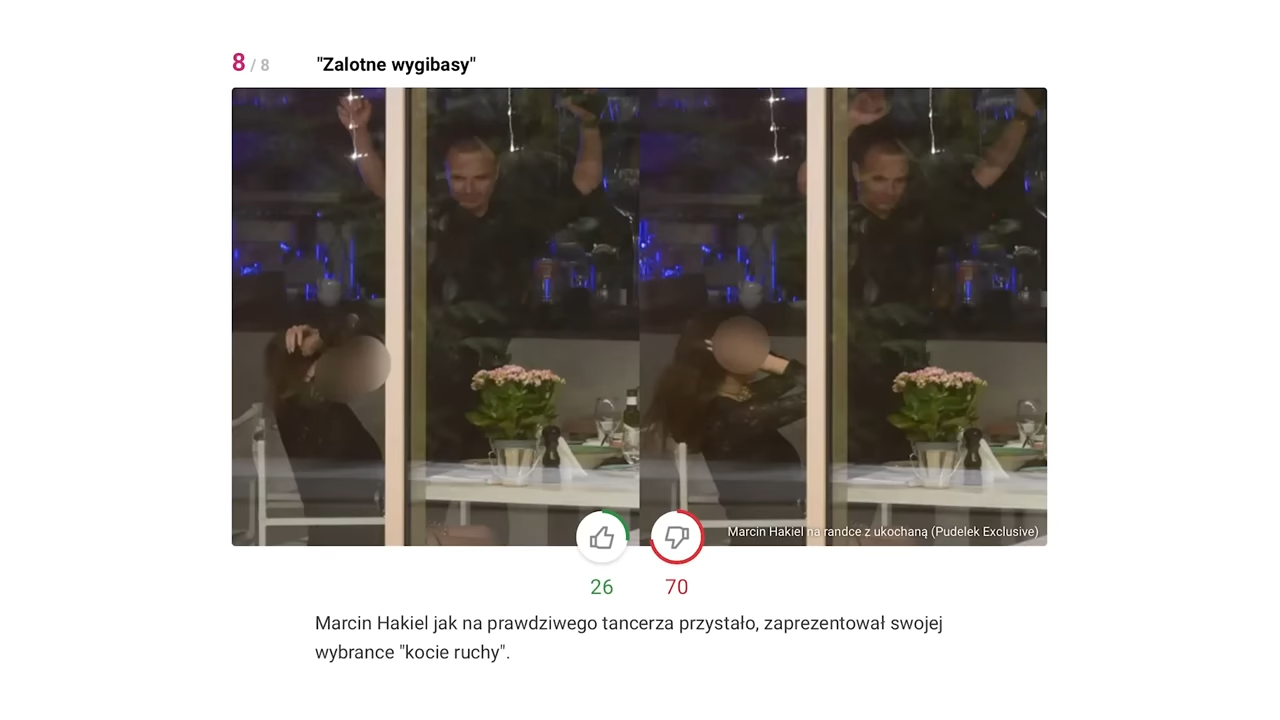 8 / 8
"Zalotne wygibasy"
Marcin Hakiel na randce z ukochaną (Pudelek Exclusive)
26
70
Marcin Hakiel jak na prawdziwego tancerza przystało, zaprezentował swojej
wybrance "kocie ruchy".